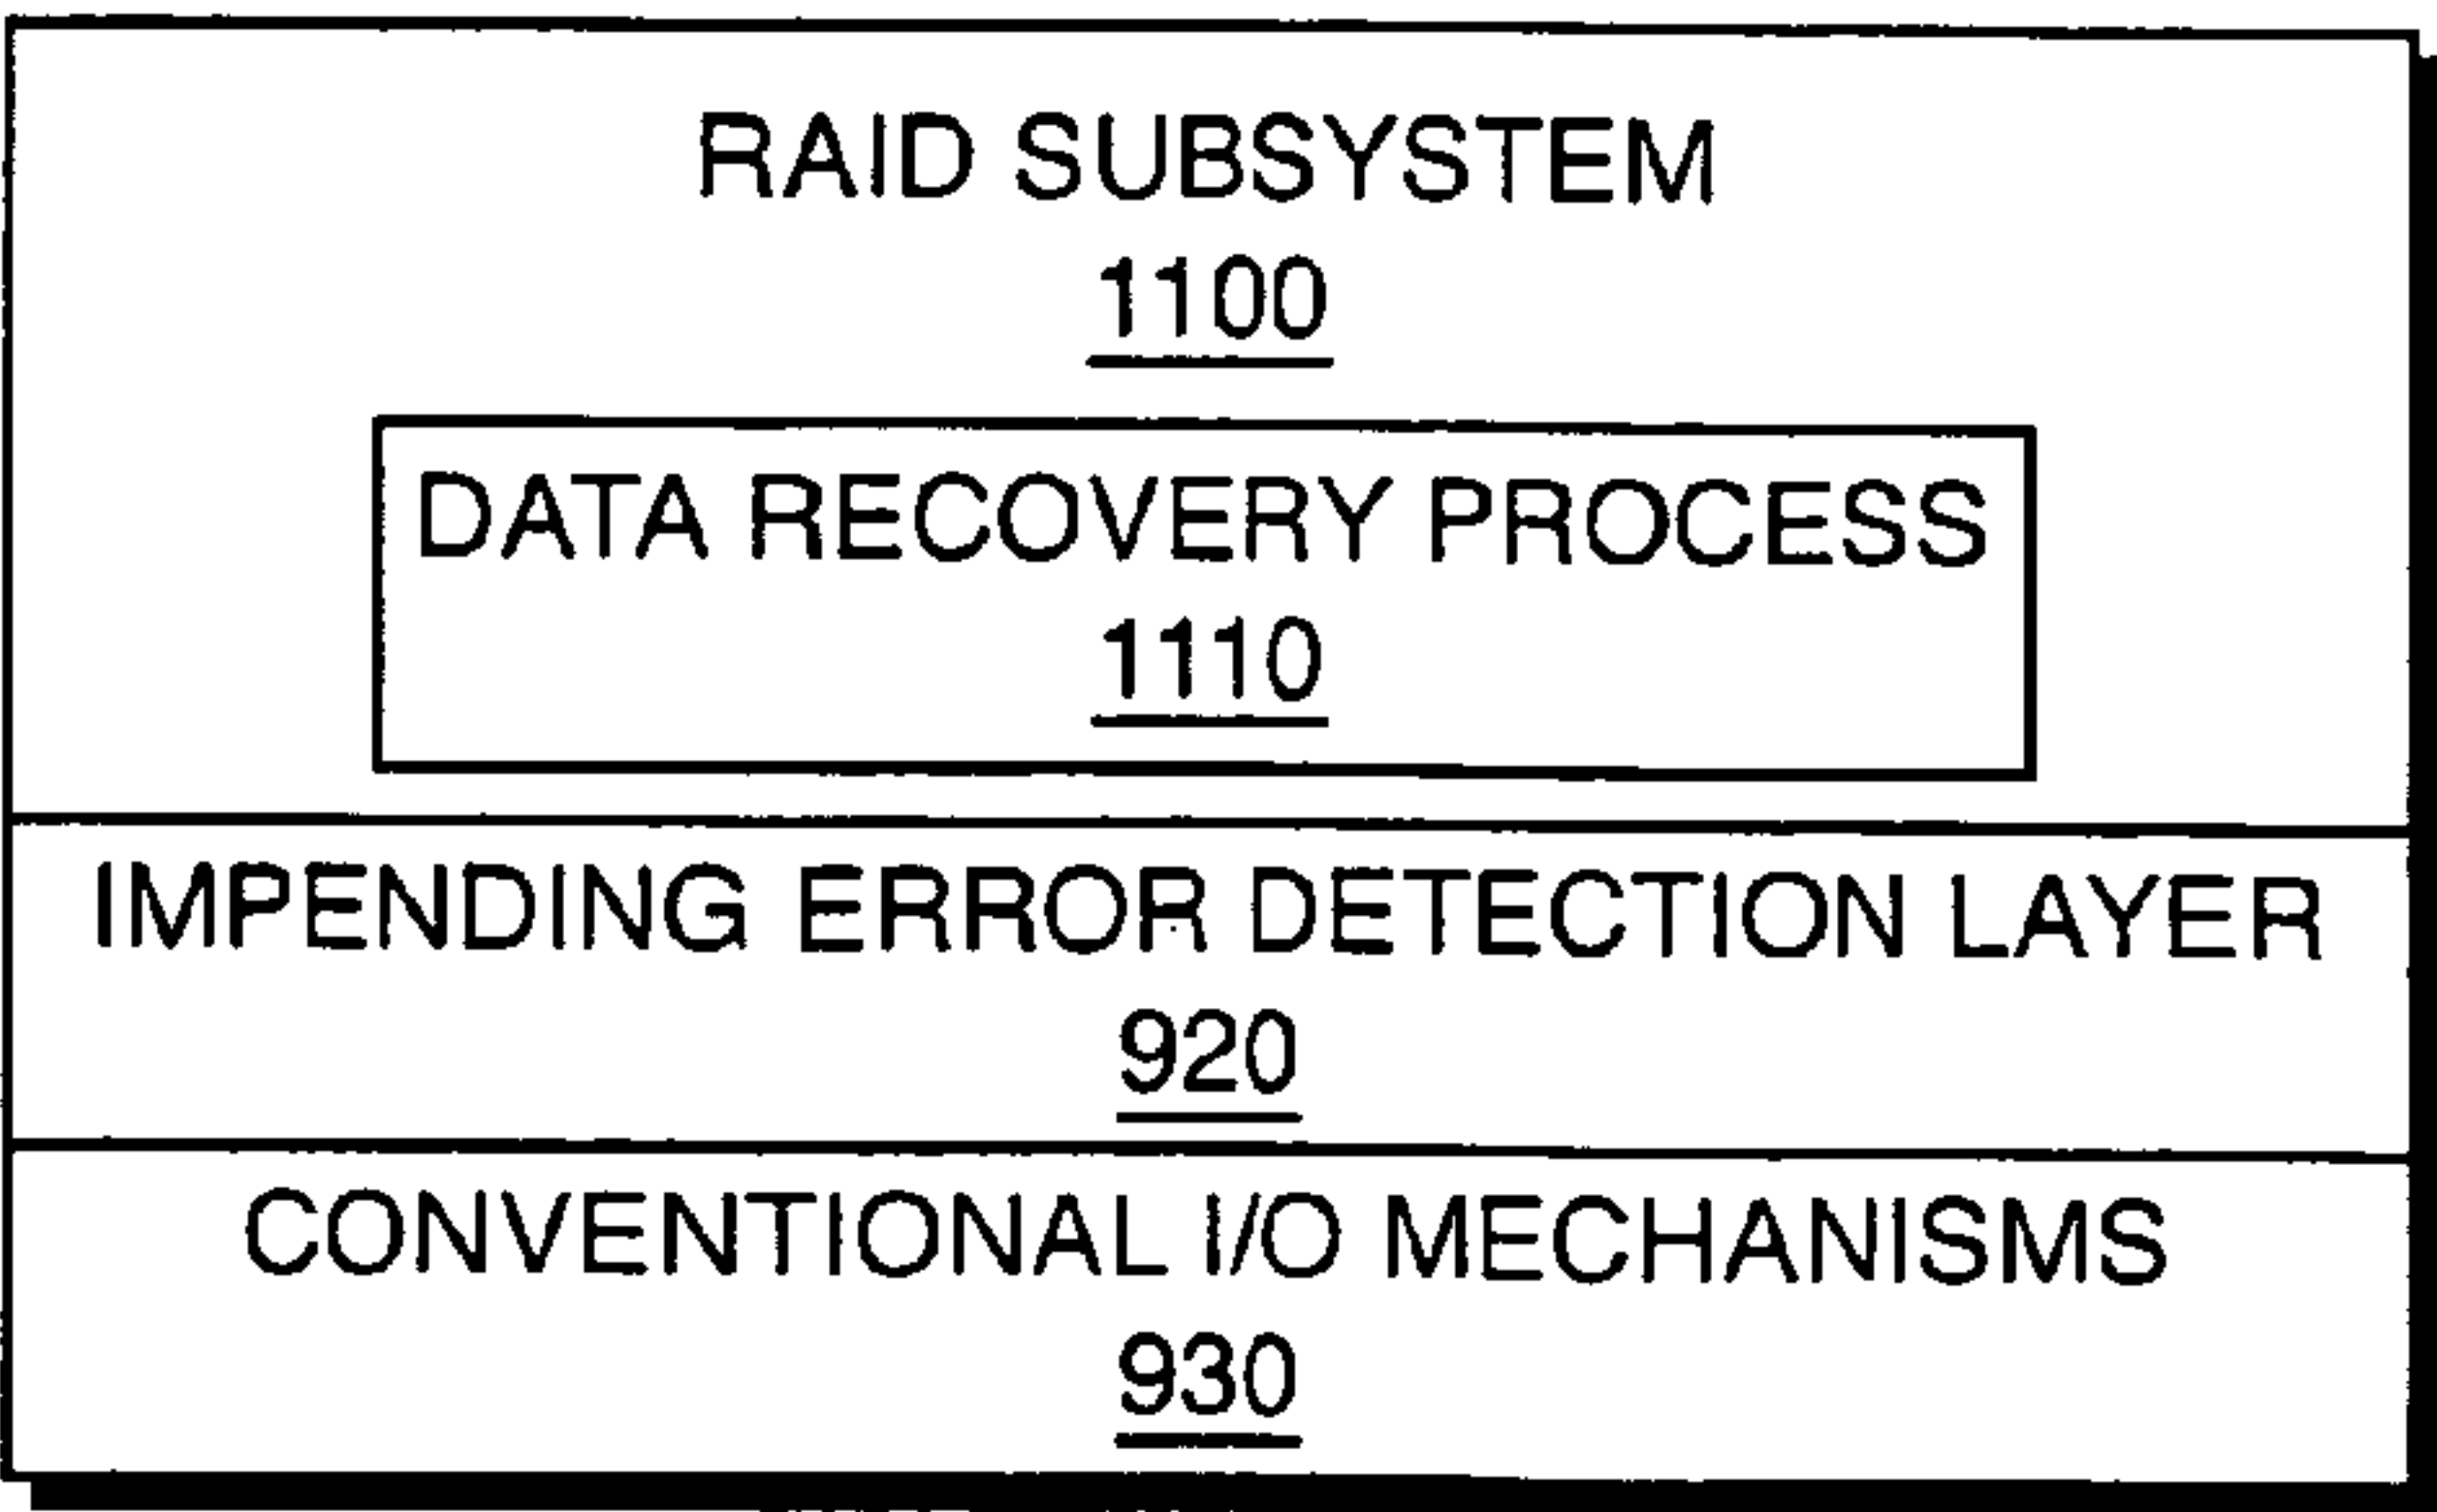 RAID SUBSYSTEM
1100
DATA RECOVERY PROCESS
1110
IMPENDING ERROR DETECTION LAYER
920
CONVENTIONAL I/O MECHANISMS
930